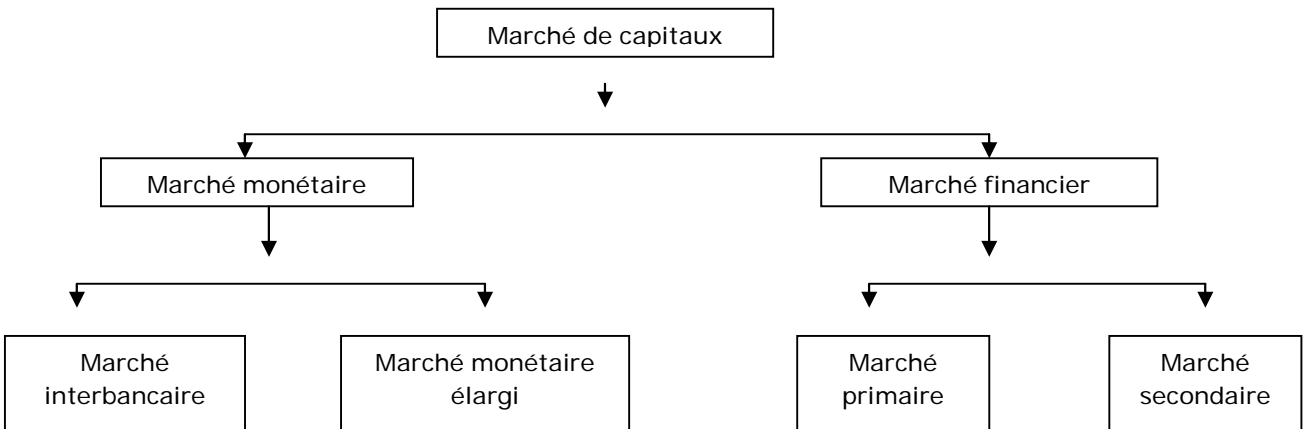 Marché de capitaux
Marché monétaire
Marché financier
Marché
interbancaire
Marché monétaire
élargi
Marché
primaire
Marché
secondaire